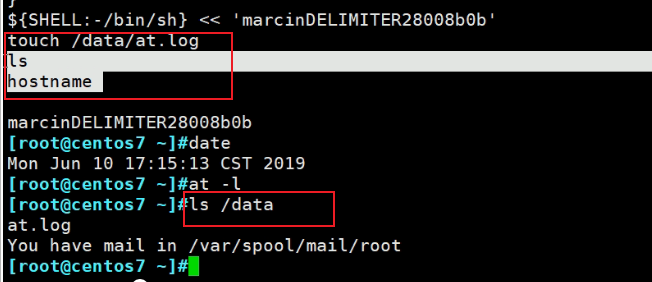 }
${SHELL:-/bin/sh} << 'marcinDELIMITER28008b0b'
touch /data/at.log
ls
hostname
marcinDELIMITER28008b0b
[root@centos7 ~]#date
Mon Jun 10 17:15:13 CST 2019
[root@centos7 ~]#at -l
[root@centos7 ~]#ls /data
at.log
You have mail in /var/spool/mail/root
[root@centos7 ~]#